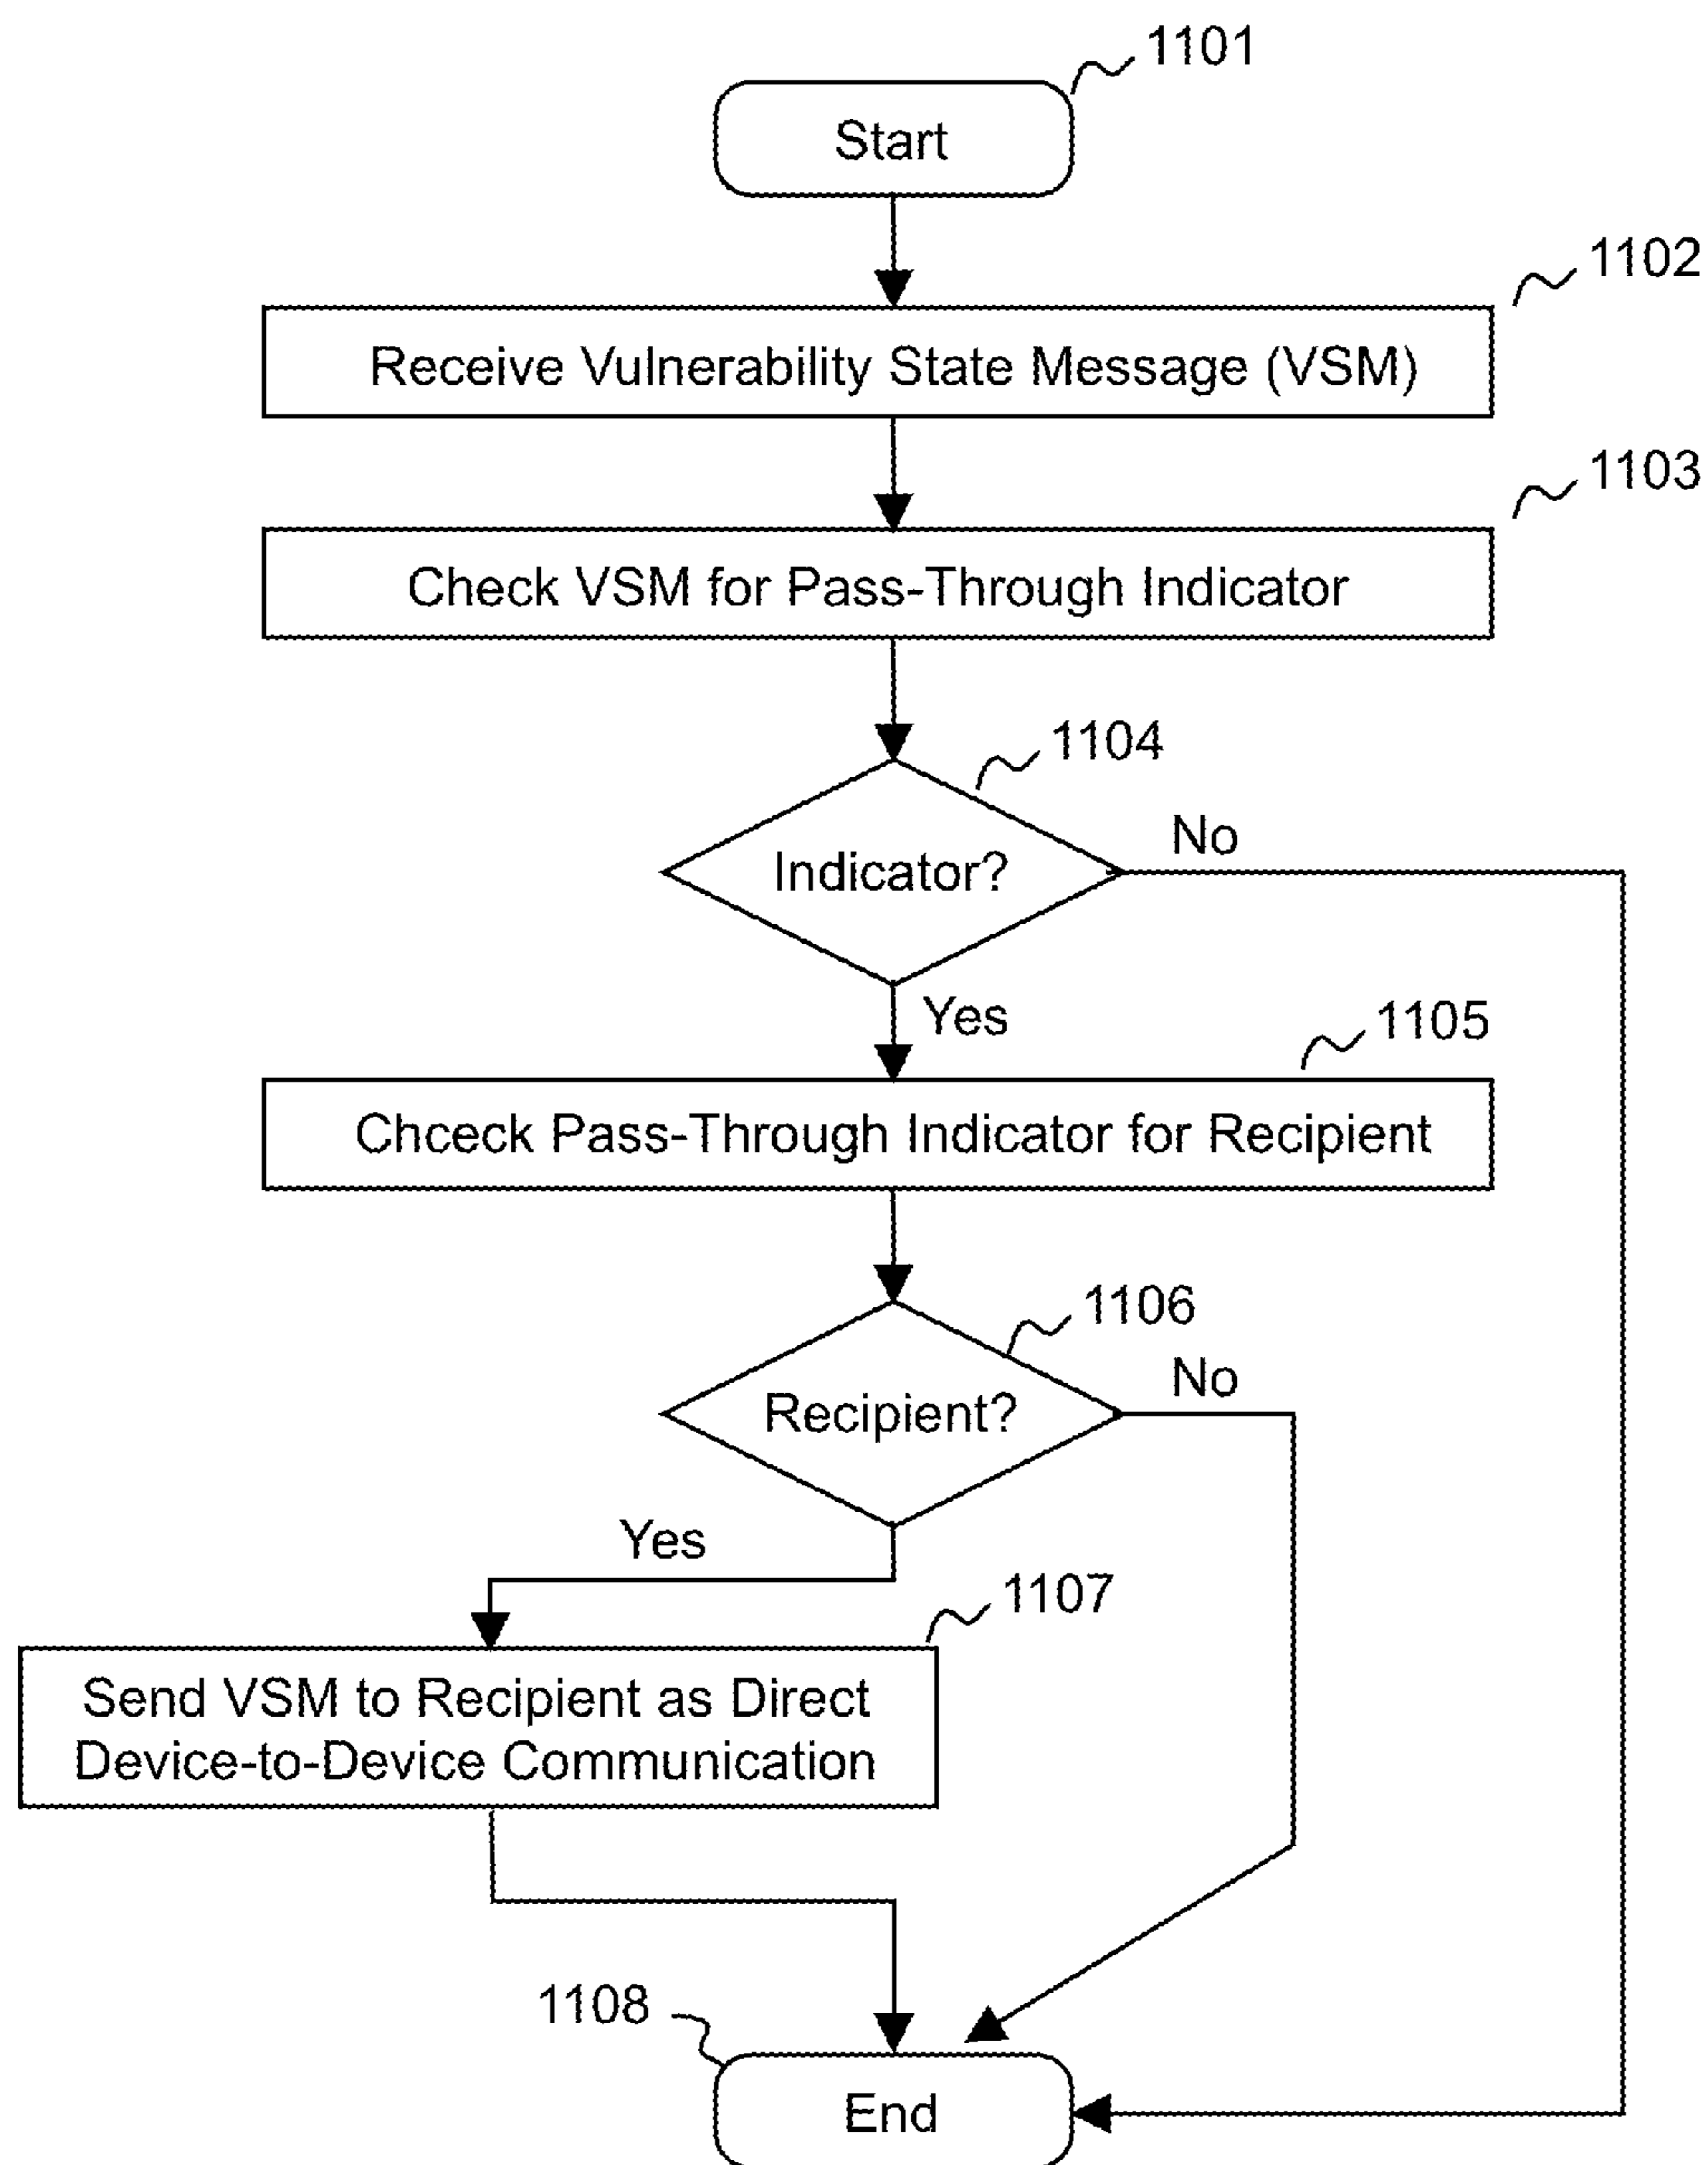 1101
Start
1102
Receive Vulnerability State Message (VSM)
1103
Check VSM for Pass-Through Indicator
1104
Indicator?
No
Yes
1105
Chceck Pass-Through Indicator for Recipient
1106
Recipient?
No
Yes
1107
Send VSM to Recipient as Direct
Device-to-Device Communication
1108
End